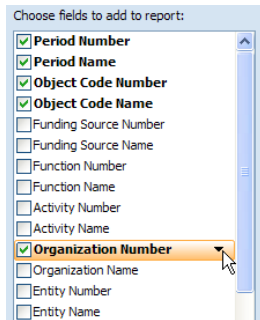 Choose fields to add to report:
Period Number
Period Name
Object Code Number
Object Code Name
Funding Source Number
Funding Source Name
Function Number
Function Name
Activity Number
Activity Name
Organization Number
Organization Name
Entity Number
Entity Name